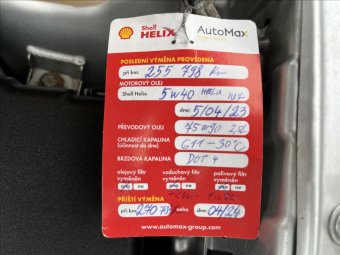 Shell
HELIX
AutoMax
POSLEDNÍ VÝMĚNA PROVEDENA
při km: 255 798 km
MOTOROVÝ OLEJ
Shell Helix 5W40 HELIX HX7
dne: 5/04/23
PŘEVODOVÝ OLEJ 75W90
CHLADICÍ KAPALINA G11 -30°C
(účinnost do dne)
BRZDOVÁ KAPALINA DOT 4
olejový filtr vzduchový filtr palivový filtr
vyměněn vyměněn vyměněn
ano ne ano ne ano ne
PŘÍŠTÍ VÝMĚNA
při km: 270 798 nebo dne: 04/24
www.automax-group.com